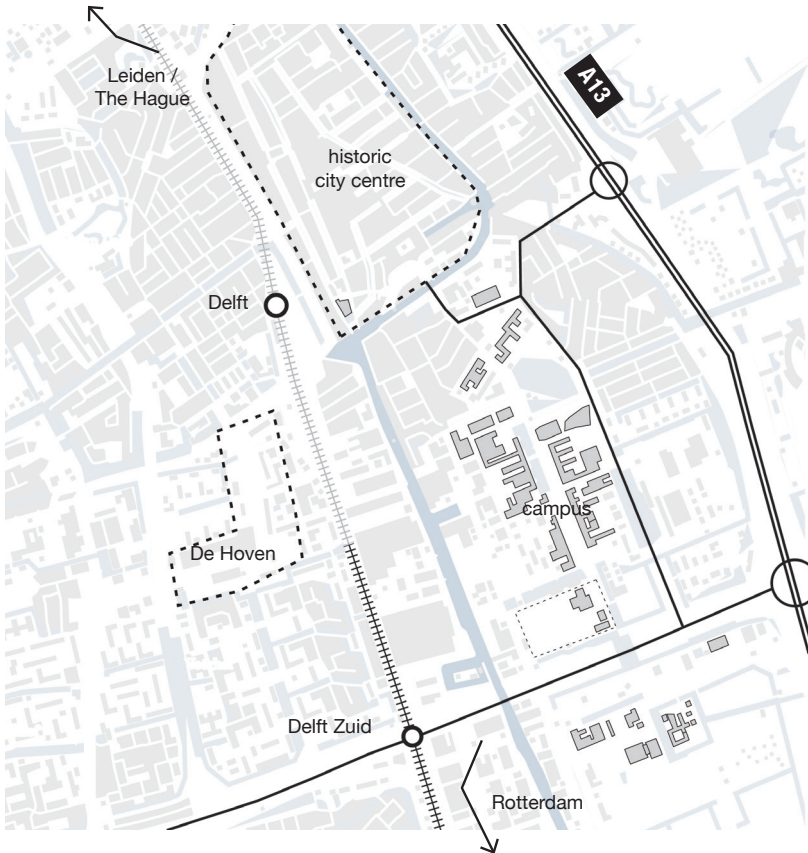 Leiden /
The Hague
A13
historic
city centre
Delft
campus
De Hoven
Delft Zuid
Rotterdam